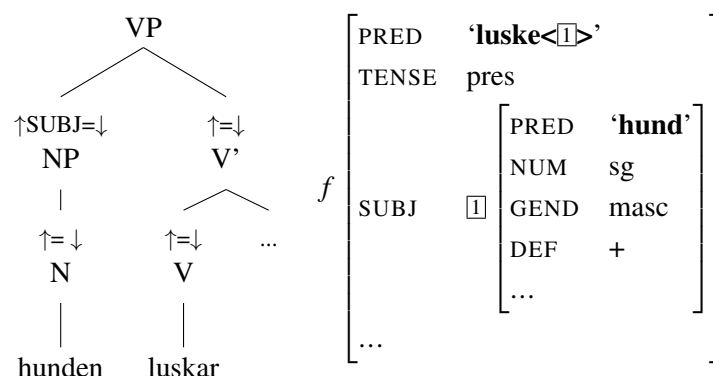 VP
↑SUBJ=↓ ↑=↓
NP V’
↑=↓ ↑=↓ ...
N V
hunden luskar
f
PRED ‘luske<1>’
TENSE pres
SUBJ 1
PRED ‘hund’
NUM sg
GEND masc
DEF +
...
...